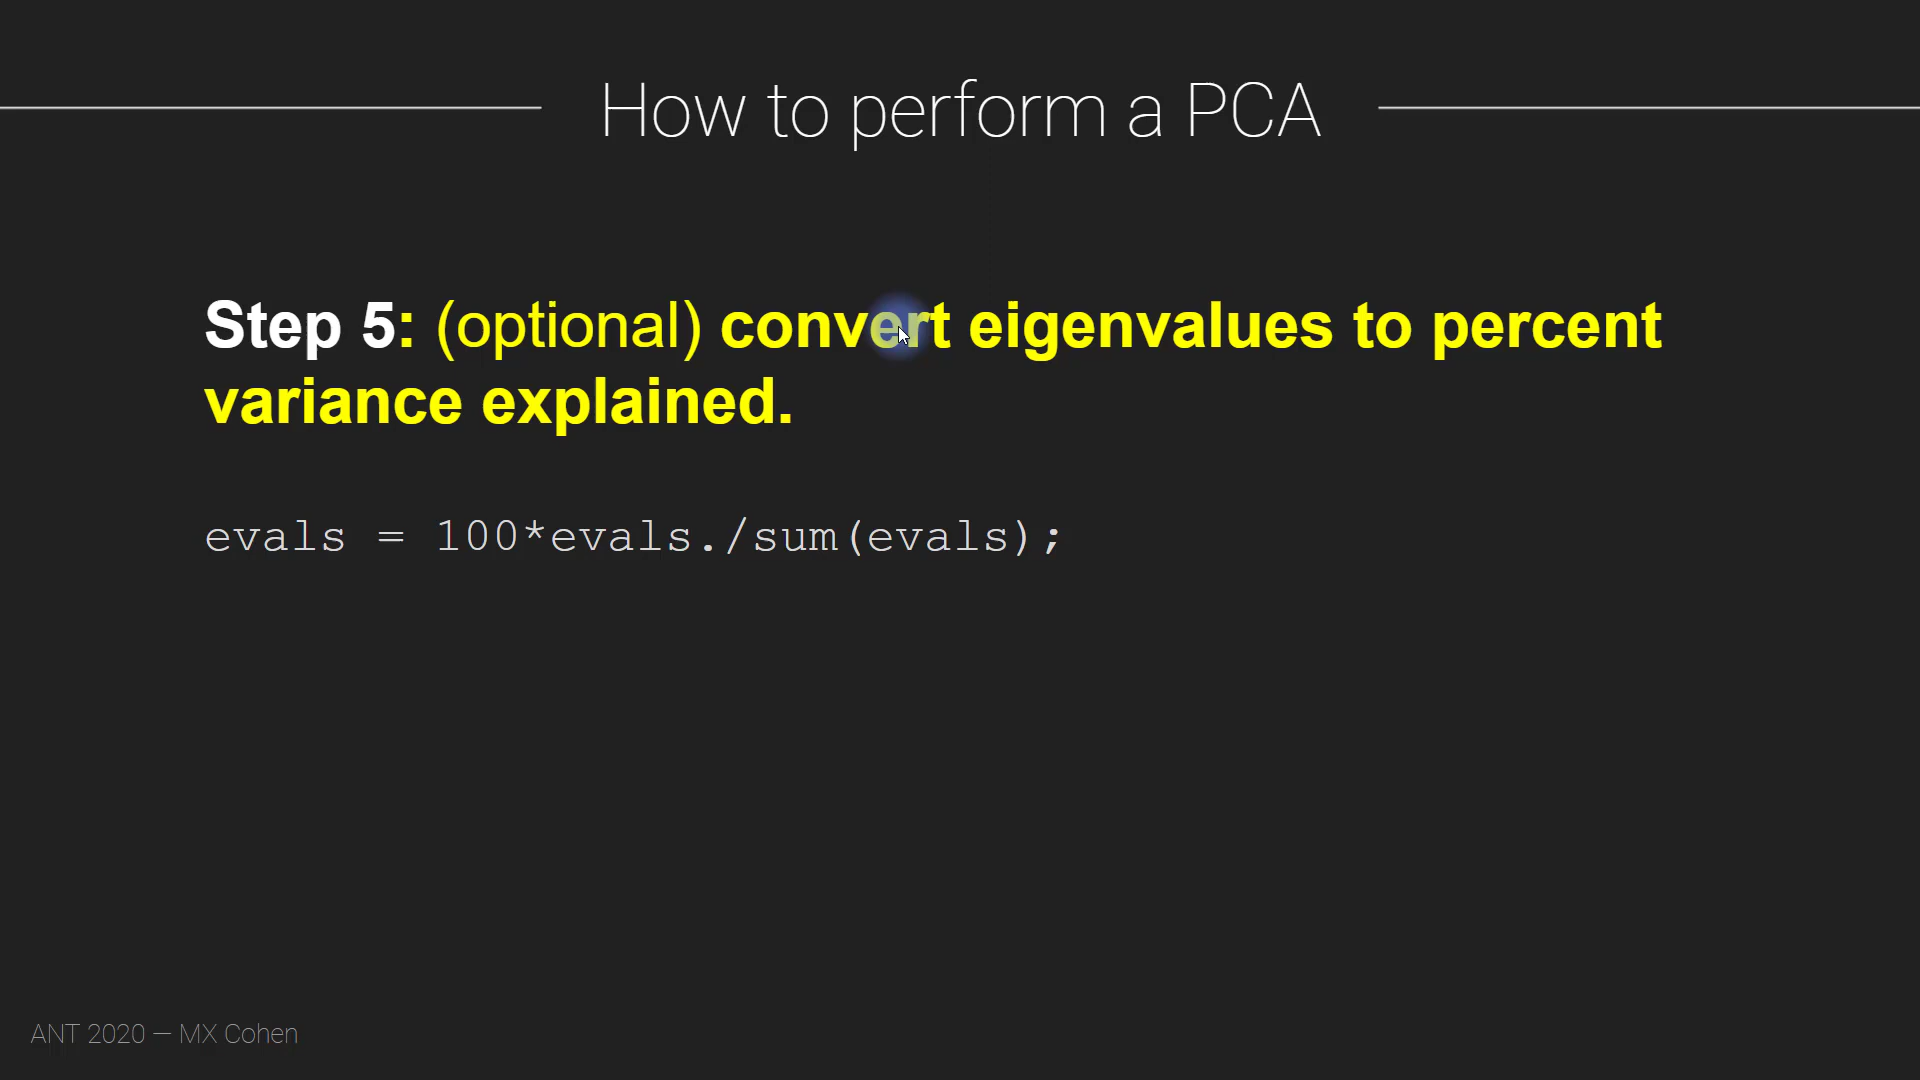 How to perform a PCA
Step 5: (optional) convert eigenvalues to percent
variance explained.
evals = 100*evals./sum(evals);
ANT 2020 — MX Cohen